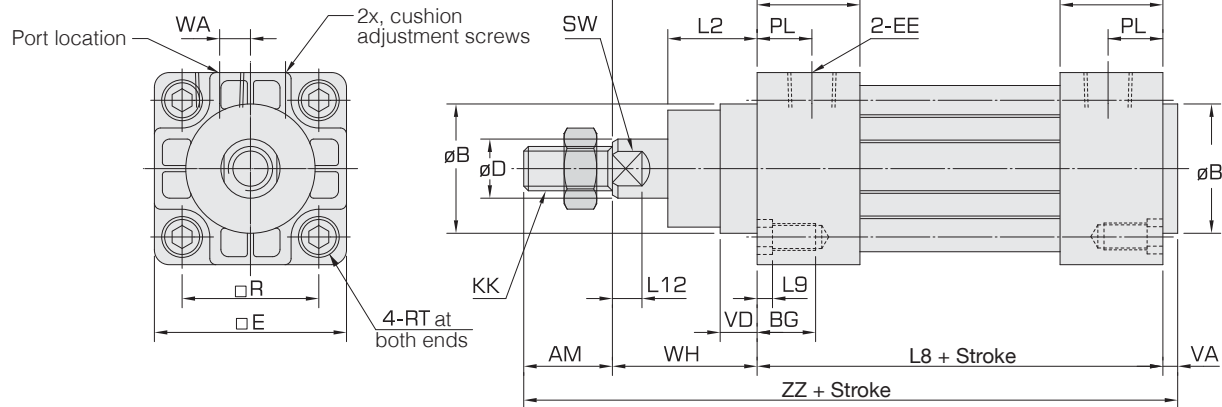 WA
2x, cushion
adjustment screws
Port location
SW
L2
PL
2-EE
PL
øB
øD
øB
KK
L12
L9
□R
□E
4-RT at
both ends
VD
BG
AM
WH
L8 + Stroke
VA
ZZ + Stroke